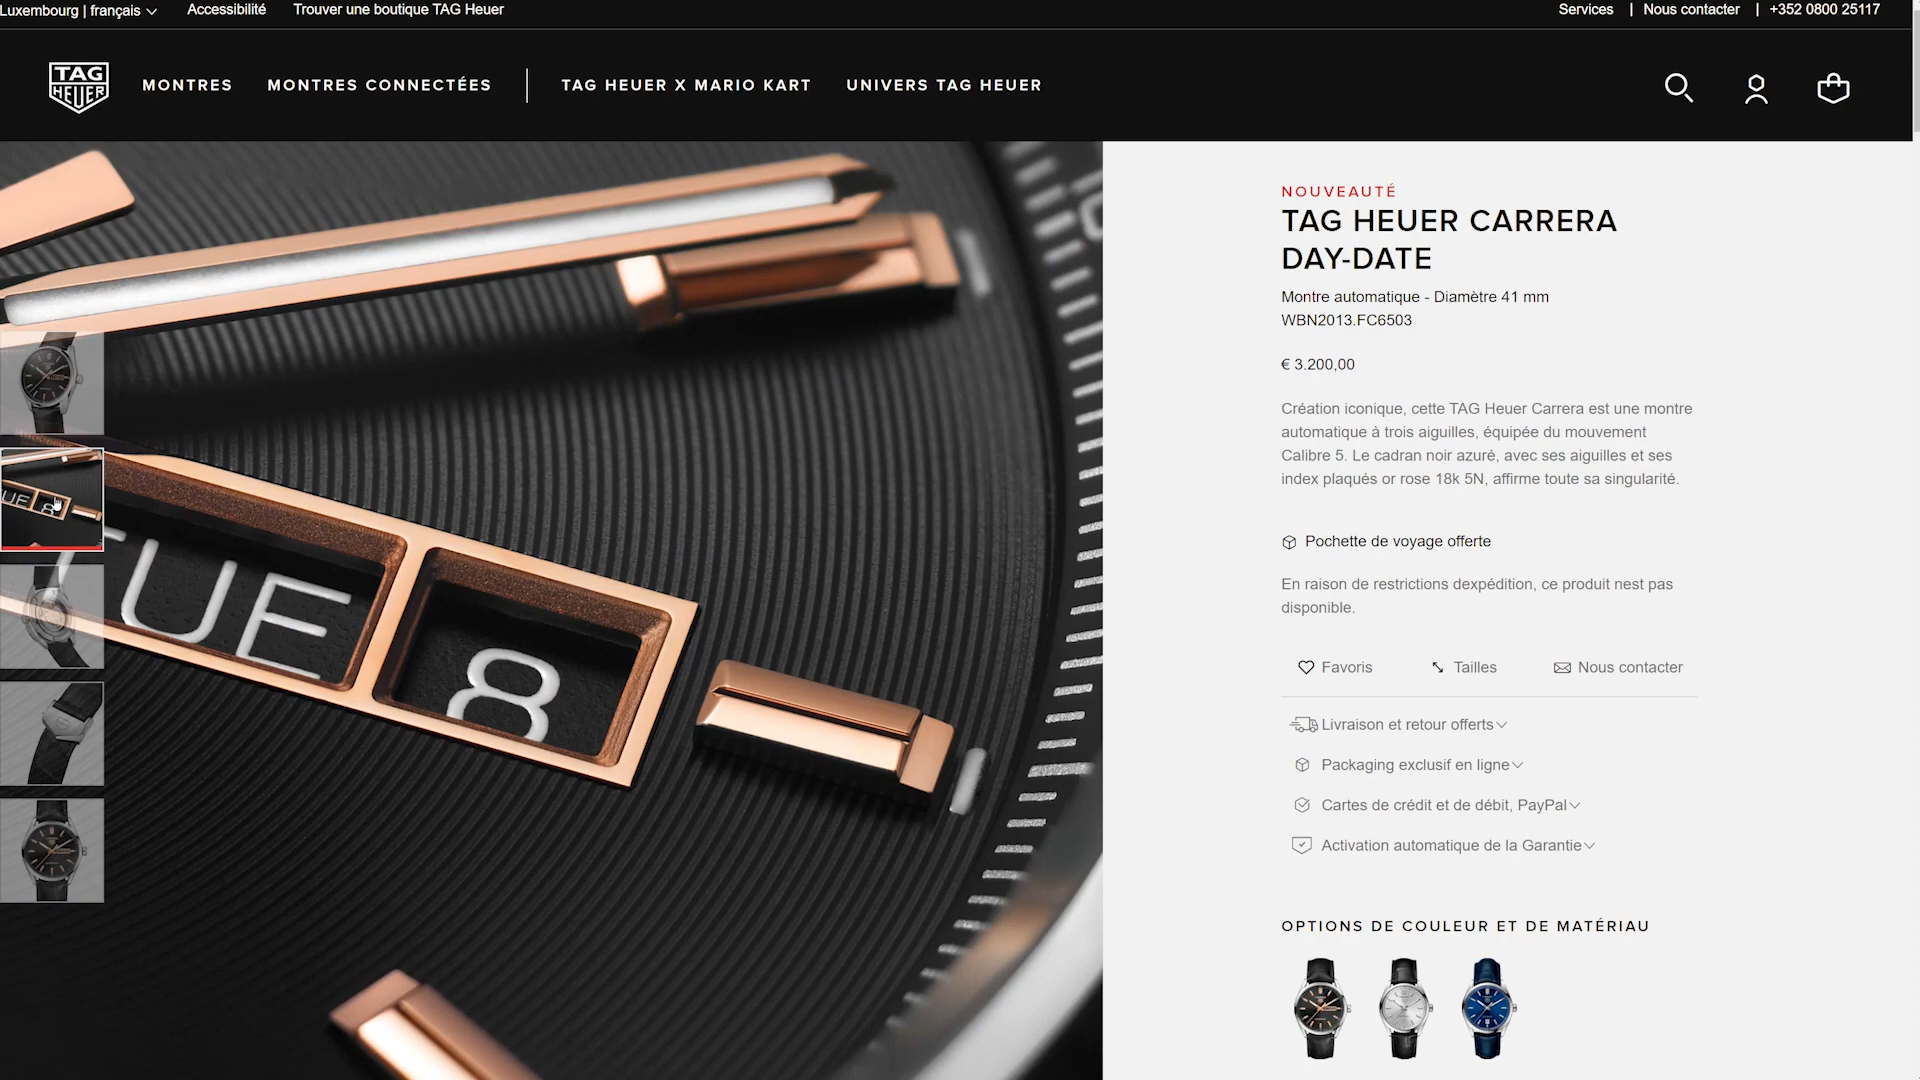 Luxembourg | français
Accessibilité
Trouver une boutique TAG Heuer
Services | Nous contacter | +352 0800 25117
TAG
HEUER
MONTRES
MONTRES CONNECTÉES
TAG HEUER X MARIO KART
UNIVERS TAG HEUER
TUE 8
UE 8
NOUVEAUTÉ
TAG HEUER CARRERA
DAY-DATE
Montre automatique - Diamètre 41 mm
WBN2013.FC6503
€ 3.200,00
Création iconique, cette TAG Heuer Carrera est une montre
automatique à trois aiguilles, équipée du mouvement
Calibre 5. Le cadran noir azuré, avec ses aiguilles et ses
index plaqués or rose 18k 5N, affirme toute sa singularité.
Pochette de voyage offerte
En raison de restrictions dexpédition, ce produit nest pas
disponible.
Favoris
Tailles
Nous contacter
Livraison et retour offerts
Packaging exclusif en ligne
Cartes de crédit et de débit, PayPal
Activation automatique de la Garantie
OPTIONS DE COULEUR ET DE MATÉRIAU